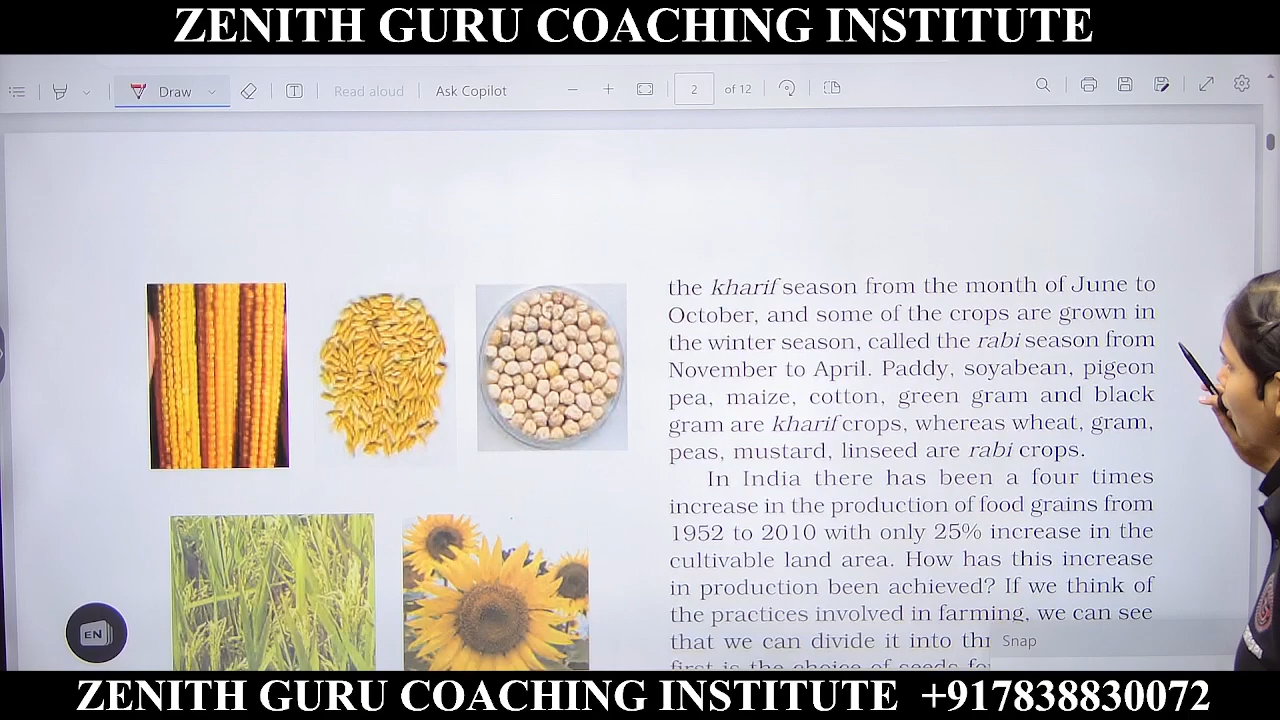 ZENITH GURU COACHING INSTITUTE
Draw
Read aloud
Ask Copilot
2
of 12
the kharif season from the month of June to
October, and some of the crops are grown in
the winter season, called the rabi season from
November to April. Paddy, soyabean, pigeon
pea, maize, cotton, green gram and black
gram are kharif crops, whereas wheat, gram,
peas, mustard, linseed are rabi crops.
In India there has been a four times
increase in the production of food grains from
1952 to 2010 with only 25% increase in the
cultivable land area. How has this increase
in production been achieved? If we think of
the practices involved in farming, we can see
that we can divide it into
Snap
first is the choice of seeds
EN
ZENITH GURU COACHING INSTITUTE +917838830072